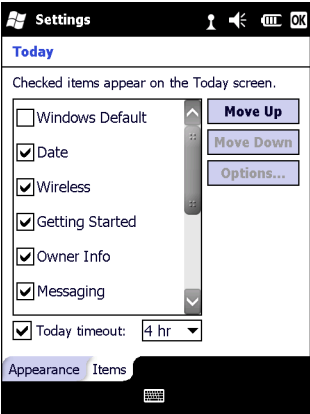 Settings
OK
Today
Checked items appear on the Today screen.
Windows Default
Date
Wireless
Getting Started
Owner Info
Messaging
Move Up
Move Down
Options...
Today timeout: 4 hr
Appearance Items